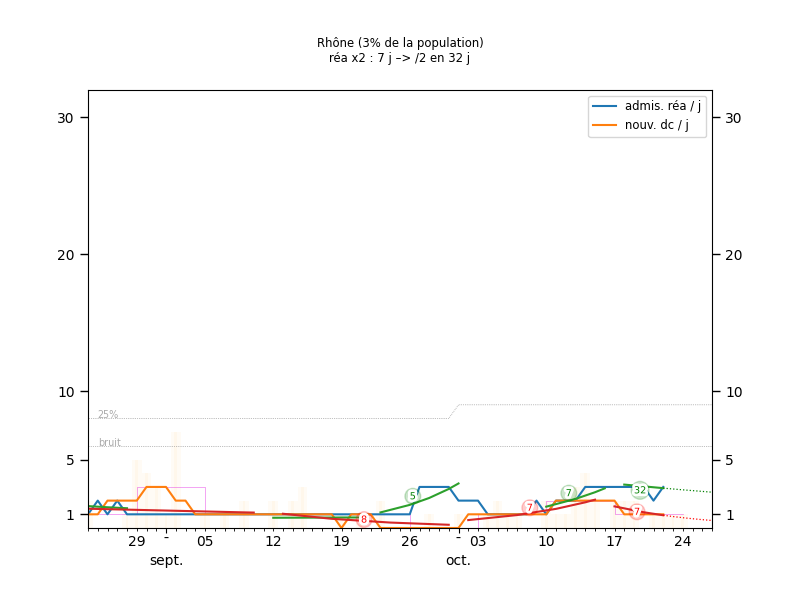 Rhône (3% de la population)
réa x2 : 7 j –> /2 en 32 j
admis. réa / j
nouv. dc / j
30 30
20 20
10 10
25%
bruit
5 5
1 1
5
8
7
7
32
7
29 - 05 12 19 26 - 03 10 17 24
sept. oct.